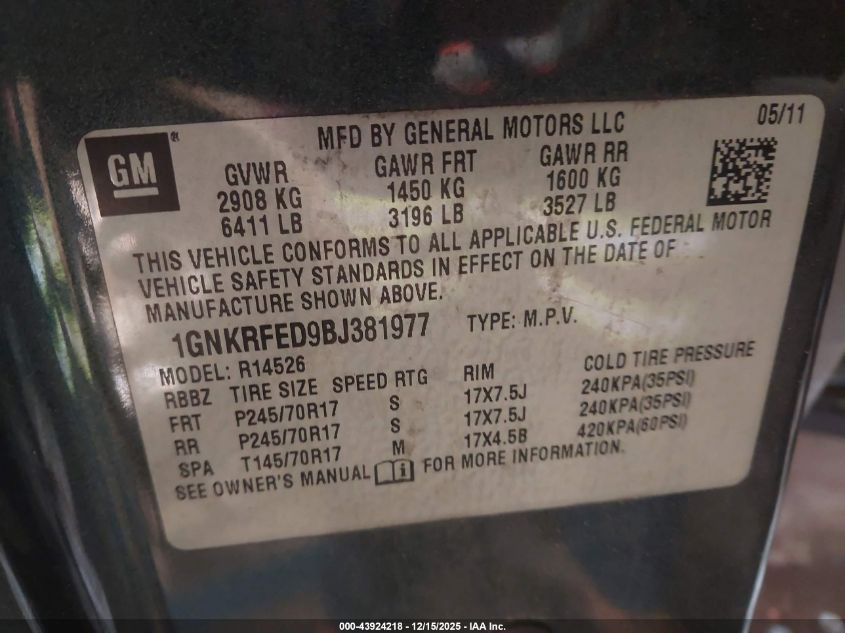 MFD BY GENERAL MOTORS LLC
05/11
GM®
GVWR GAWR FRT GAWR RR
2908 KG 1450 KG 1600 KG
6411 LB 3196 LB 3527 LB
THIS VEHICLE CONFORMS TO ALL APPLICABLE U.S. FEDERAL MOTOR
VEHICLE SAFETY STANDARDS IN EFFECT ON THE DATE OF
MANUFACTURE SHOWN ABOVE.
1GNKRFED9BJ381977 TYPE: M.P.V.
MODEL: R14526
RBBZ TIRE SIZE SPEED RTG RIM COLD TIRE PRESSURE
FRT P245/70R17 S 17X7.5J 240KPA(35PSI)
RR P245/70R17 S 17X7.5J 240KPA(35PSI)
SPA T145/70R17 M 17X4.5B 420KPA(60PSI)
SEE OWNER'S MANUAL i FOR MORE INFORMATION.
000-43924218 - 12/15/2025 - IAA Inc.